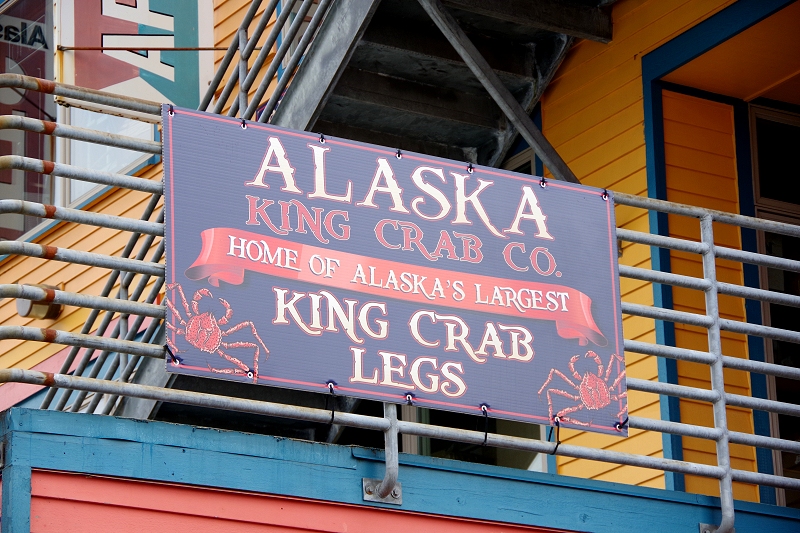 ALASKA
KING CRAB CO.
HOME OF ALASKA'S LARGEST
KING CRAB
LEGS